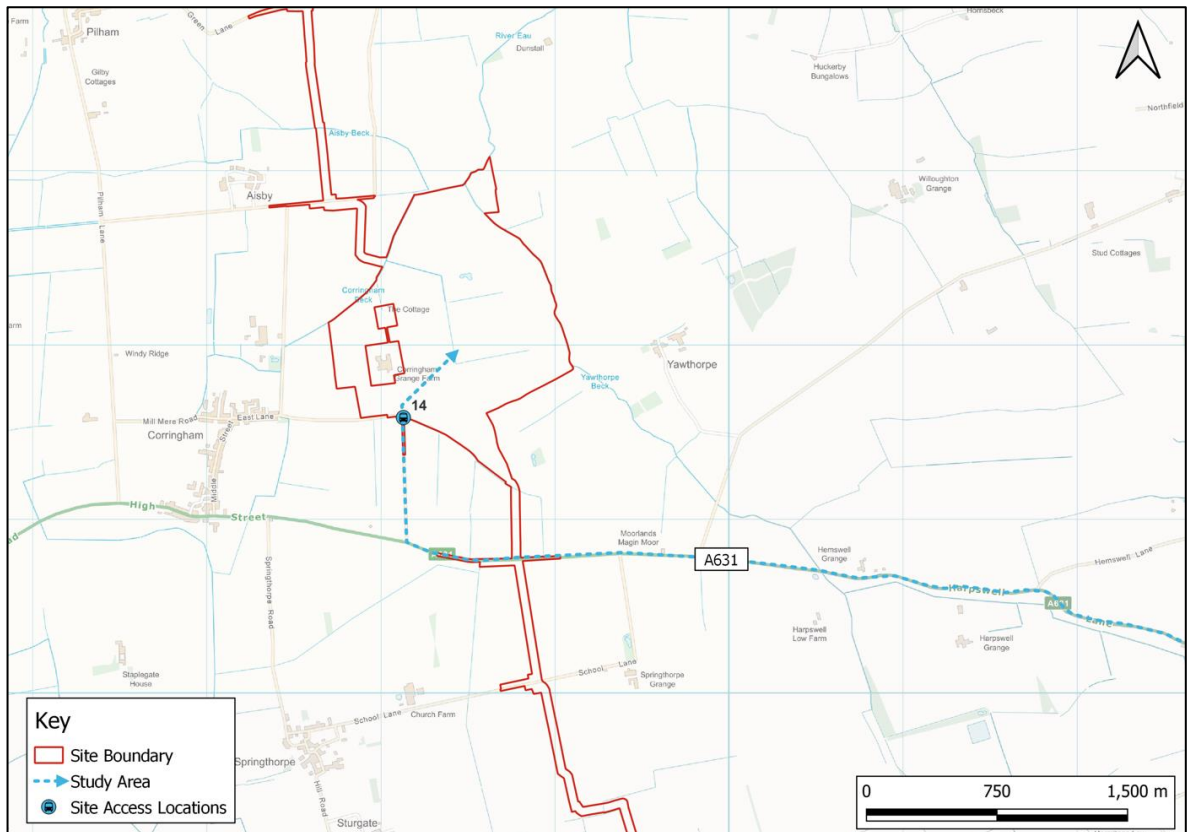 Farm
Pilham
Green
Lane
River Eau
Dunstall
Hornsbeck
Huckerby
Bungalows
Gilby
Cottages
Northfield
Aisby Beck
Pilham Lane
Aisby
Willoughton
Grange
Stud Cottages
Corringham
Beck
The Cottage
Windy Ridge
Corringham
Grange Farm
Yawthorpe
Yawthorpe
Beck
14
Mill Mere Road
East Lane
Corringham
Middle Street
High Street
Moorlands
Magin Moor
A631
Hemswell
Grange
Hemswell Lane
Harpswell Lane
A631
Springthorpe Road
Harpswell
Low Farm
Harpswell
Grange
Staplegate
House
School Lane
Springthorpe
Grange
School Lane
Church Farm
Springthorpe
Hill Road
Sturgate
Key
Site Boundary
Study Area
Site Access Locations
0 750 1,500 m